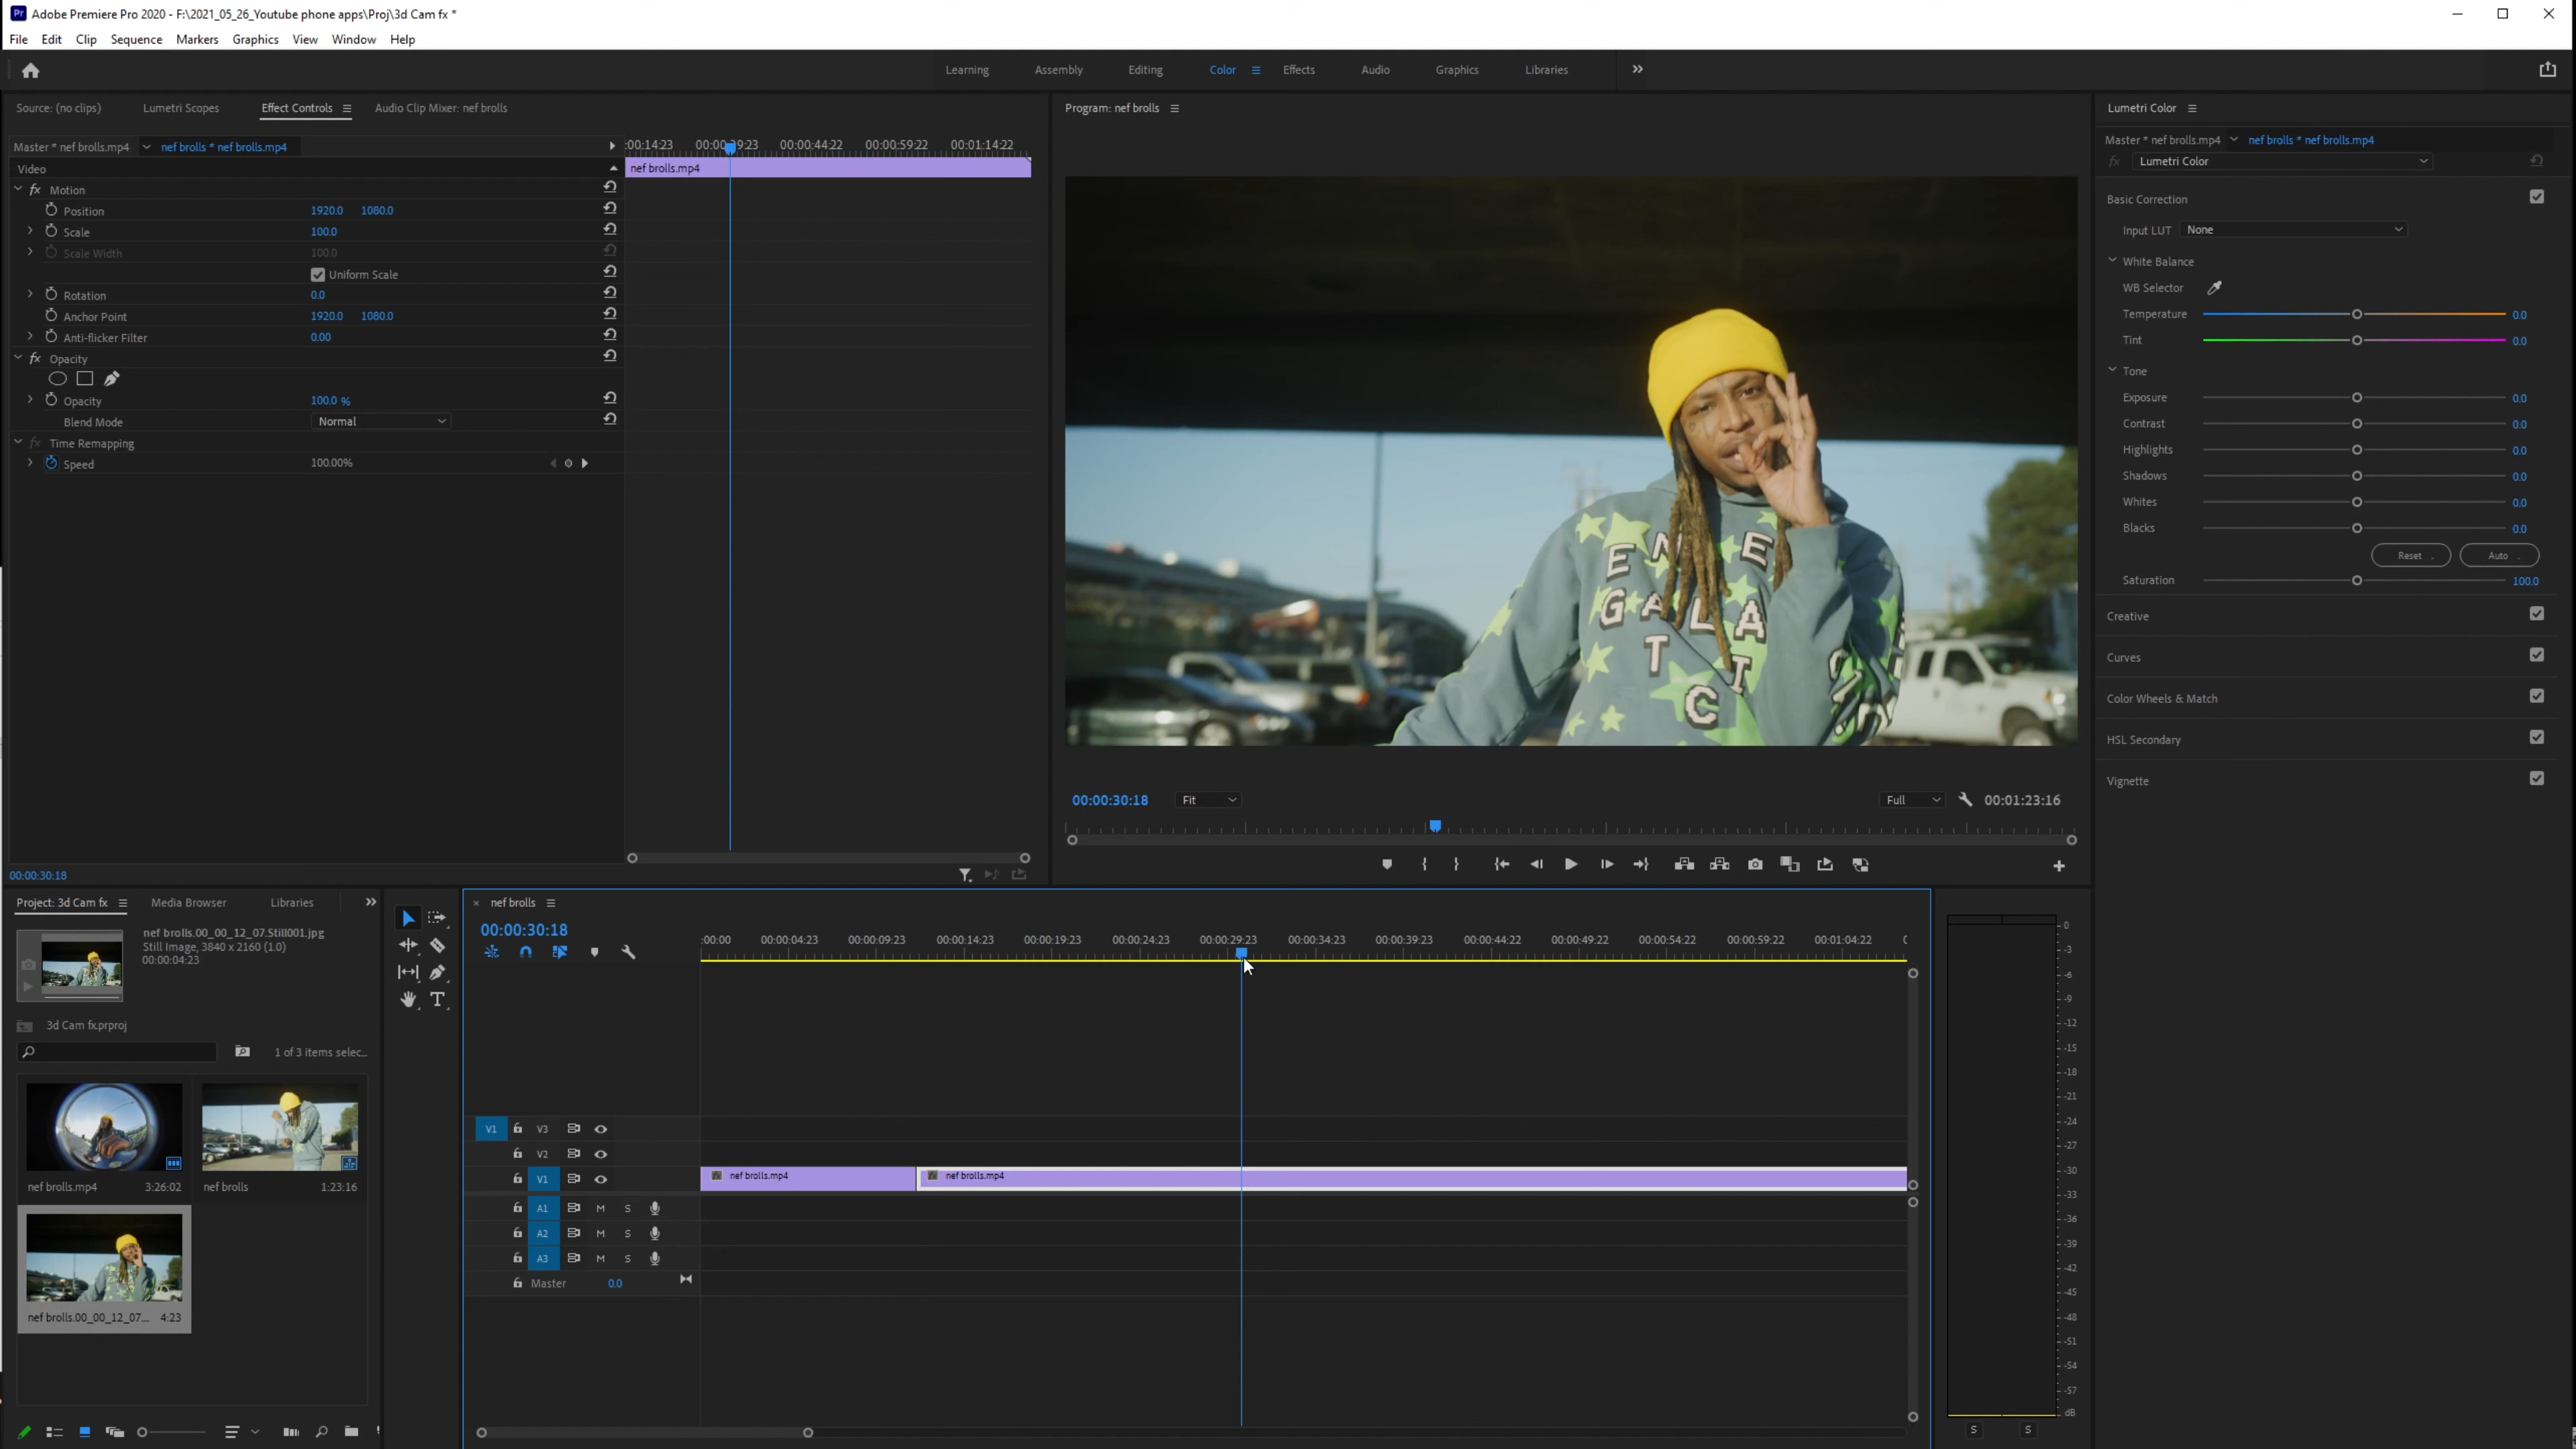 Adobe Premiere Pro 2020 - F:\2021_05_26_Youtube phone apps\Proj\3d Cam fx *
File Edit Clip Sequence Markers Graphics View Window Help
Learning Assembly Editing Color Effects Audio Graphics Libraries
Source: (no clips) Lumetri Scopes Effect Controls Audio Clip Mixer: nef brolls
Master * nef brolls.mp4 nef brolls * nef brolls.mp4
:00:14:23 00:00:29:23 00:00:44:22 00:00:59:22 00:01:14:22
Video
nef brolls.mp4
fx Motion
Position 1920.0 1080.0
Scale 100.0
Scale Width 100.0
Uniform Scale
Rotation 0.0
Anchor Point 1920.0 1080.0
Anti-flicker Filter 0.00
fx Opacity
Opacity 100.0 %
Blend Mode Normal
fx Time Remapping
Speed 100.00%
00:00:30:18
Program: nef brolls
ENE
GALA
TIC
00:00:30:18 Fit Full 00:01:23:16
Lumetri Color
Master * nef brolls.mp4 nef brolls * nef brolls.mp4
fx Lumetri Color
Basic Correction
Input LUT None
White Balance
WB Selector
Temperature 0.0
Tint 0.0
Tone
Exposure 0.0
Contrast 0.0
Highlights 0.0
Shadows 0.0
Whites 0.0
Blacks 0.0
Reset Auto
Saturation 100.0
Creative
Curves
Color Wheels & Match
HSL Secondary
Vignette
Project: 3d Cam fx Media Browser Libraries
nef brolls.00_00_12_07.Still001.jpg
Still Image, 3840 x 2160 (1.0)
00:00:04:23
3d Cam fx.prproj
1 of 3 items selec...
nef brolls.mp4 3:26:02 nef brolls 1:23:16
nef brolls.00_00_12_07... 4:23
nef brolls
00:00:30:18
:00:00 00:00:04:23 00:00:09:23 00:00:14:23 00:00:19:23 00:00:24:23 00:00:29:23 00:00:34:23 00:00:39:23 00:00:44:22 00:00:49:22 00:00:54:22 00:00:59:22 00:01:04:22
V1 V3
V2
V1 nef brolls.mp4 nef brolls.mp4
A1 M S
A2 M S
A3 M S
Master 0.0
0
-3
-6
-9
-12
-15
-18
-21
-24
-27
-30
-33
-36
-39
-42
-45
-48
-51
-54
-57
dB
S S